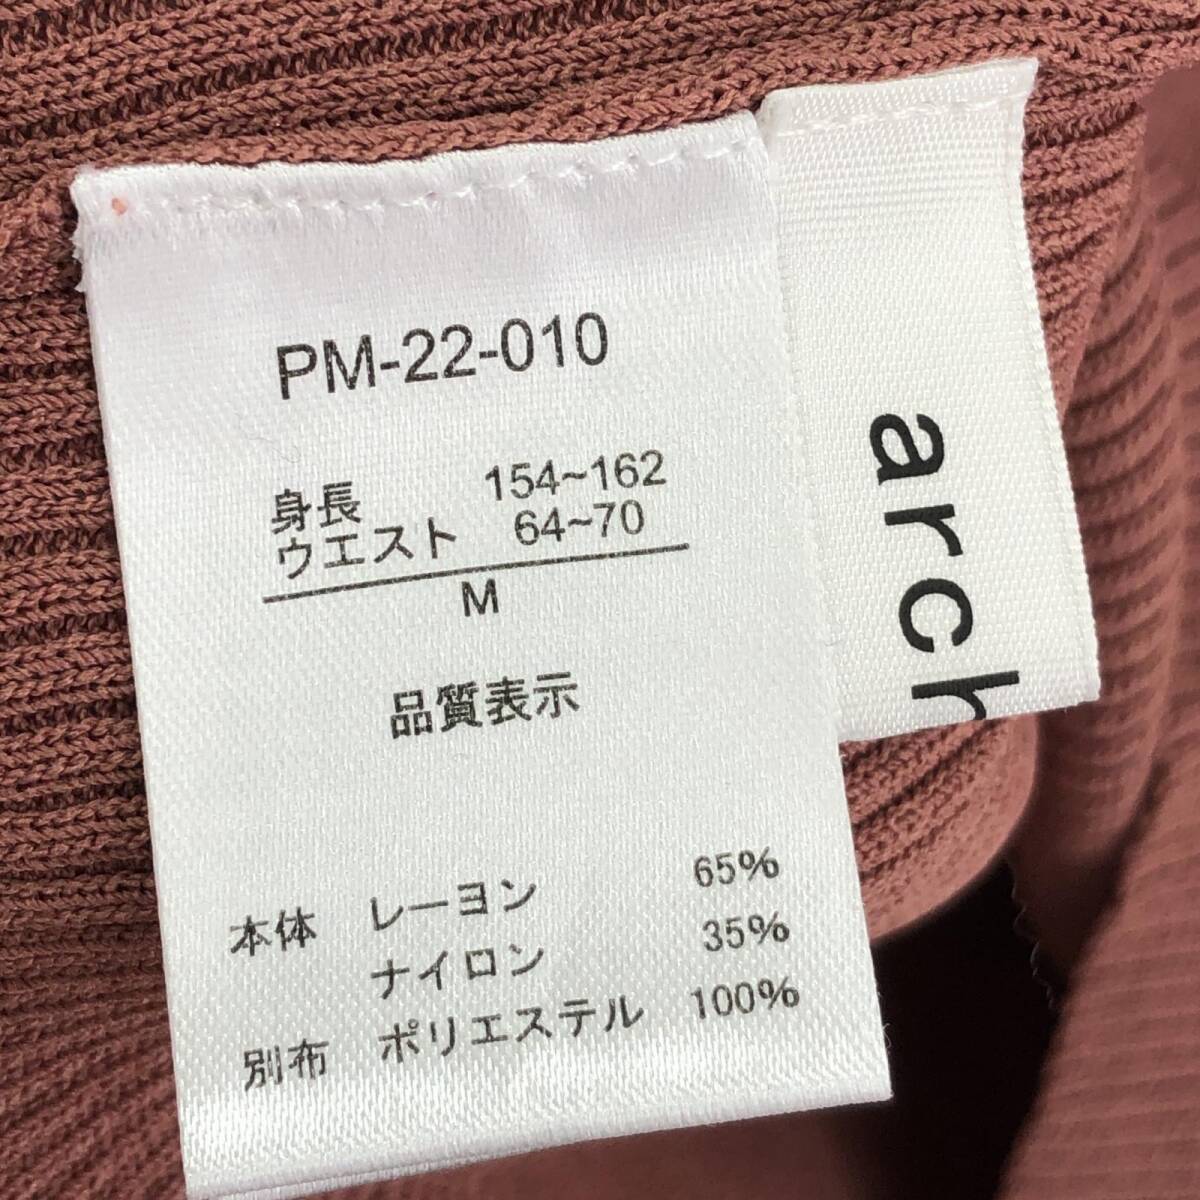 PM-22-010
身長 154~162
ウエスト 64~70
M
品質表示
本体 レーヨン 65%
ナイロン 35%
別布 ポリエステル 100%
arch